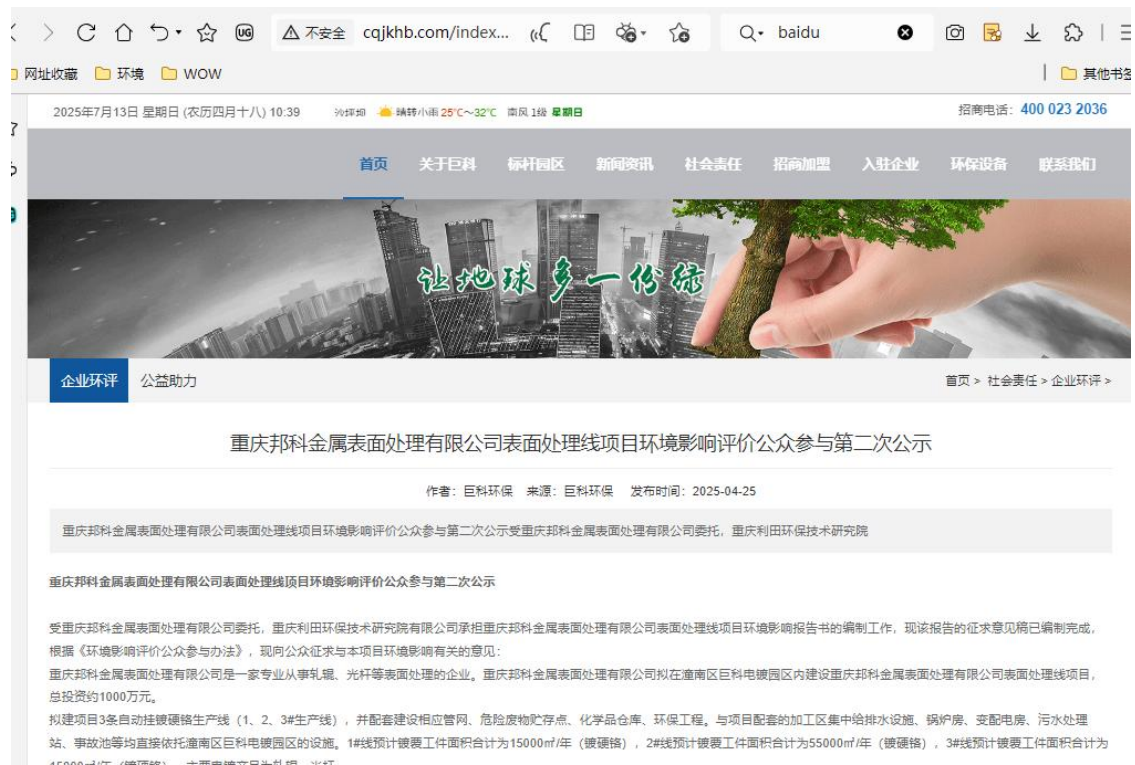 不安全 cqjkhb.com/index... baidu
网址收藏 环境 WOW 其他书签
2025年7月13日 星期日 (农历四月十八) 10:39 沙坪坝 晴转小雨 25℃~32℃ 南风 1级 星期日 招商电话: 400 023 2036
首页 关于巨科 标杆园区 新闻资讯 社会责任 招商加盟 入驻企业 环保设备 联系我们
让地球多一份绿
企业环评 公益助力 首页 > 社会责任 > 企业环评 >
重庆邦科金属表面处理有限公司表面处理线项目环境影响评价公众参与第二次公示
作者：巨科环保 来源：巨科环保 发布时间：2025-04-25
重庆邦科金属表面处理有限公司表面处理线项目环境影响评价公众参与第二次公示受重庆邦科金属表面处理有限公司委托，重庆利田环保技术研究院
重庆邦科金属表面处理有限公司表面处理线项目环境影响评价公众参与第二次公示
受重庆邦科金属表面处理有限公司委托，重庆利田环保技术研究院有限公司承担重庆邦科金属表面处理有限公司表面处理线项目环境影响报告书的编制工作，现该报告的征求意见稿已编制完成，
根据《环境影响评价公众参与办法》，现向公众征求与本项目环境影响有关的意见：
重庆邦科金属表面处理有限公司是一家专业从事轧辊、光杆等表面处理的企业。重庆邦科金属表面处理有限公司拟在潼南区巨科电镀园区内建设重庆邦科金属表面处理有限公司表面处理线项目，
总投资约1000万元。
拟建项目3条自动挂镀硬铬生产线（1、2、3#生产线），并配套建设相应管网、危险废物贮存点、化学品仓库、环保工程。与项目配套的加工区集中给排水设施、锅炉房、变配电房、污水处理
站、事故池等均直接依托潼南区巨科电镀园区的设施。1#线预计镀覆工件面积合计为15000㎡/年（镀硬铬），2#线预计镀覆工件面积合计为55000㎡/年（镀硬铬），3#线预计镀覆工件面积合计为